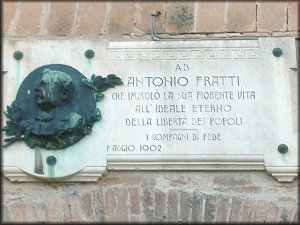 AD
ANTONIO FRATTI
CHE IMMOLÒ LA SUA FIORENTE VITA
ALL'IDEALE ETERNO
DELLA LIBERTÀ DEI POPOLI
I COMPAGNI DI FEDE
MAGGIO 1902